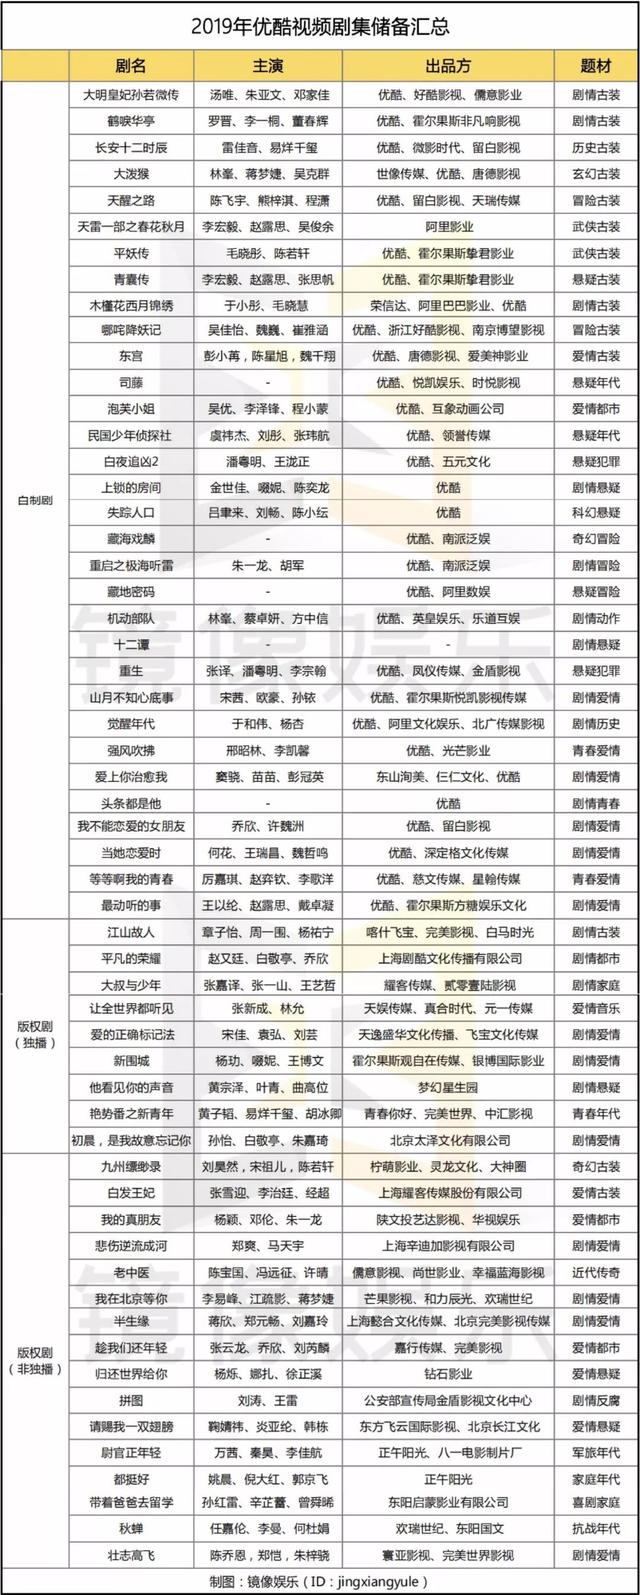 2019年优酷视频剧集储备汇总
剧名 主演 出品方 题材
自制剧
大明皇妃孙若微传 汤唯、朱亚文、邓家佳 优酷、好酷影视、儒意影业 剧情古装
鹤唳华亭 罗晋、李一桐、董春辉 优酷、霍尔果斯非凡响影视 剧情古装
长安十二时辰 雷佳音、易烊千玺 优酷、微影时代、留白影视 历史古装
大泼猴 林峯、蒋梦婕、吴克群 世像传媒、优酷、唐德影视 玄幻古装
天醒之路 陈飞宇、熊梓淇、程潇 优酷、留白影视、天瑞传媒 冒险古装
天雷一部之春花秋月 李宏毅、赵露思、吴俊余 阿里影业 武侠古装
平妖传 毛晓彤、陈若轩 优酷、霍尔果斯挚君影业 武侠古装
青囊传 李宏毅、赵露思、张思帆 优酷、霍尔果斯挚君影业 悬疑古装
木槿花西月锦绣 于小彤、毛晓慧 荣信达、阿里巴巴影业、优酷 剧情古装
哪吒降妖记 吴佳怡、魏巍、崔雅涵 优酷、浙江好酷影视、南京博望影视 冒险古装
东宫 彭小苒，陈星旭，魏千翔 优酷、唐德影视、爱美神影业 爱情古装
司藤 - 优酷、悦凯娱乐、时悦影视 悬疑年代
泡芙小姐 吴优、李泽锋、程小蒙 优酷、互象动画公司 爱情都市
民国少年侦探社 虞祎杰、刘彤、张玮航 优酷、领誉传媒 悬疑年代
白夜追凶2 潘粤明、王泷正 优酷、五元文化 悬疑犯罪
上锁的房间 金世佳、啜妮、陈奕龙 优酷 剧情悬疑
失踪人口 吕聿来、刘畅、陈小纭 优酷 科幻悬疑
藏海戏麟 - 优酷、南派泛娱 奇幻冒险
重启之极海听雷 朱一龙、胡军 优酷、南派泛娱 剧情冒险
藏地密码 - 优酷、阿里数娱 悬疑冒险
机动部队 林峯、蔡卓妍、方中信 优酷、英皇娱乐、乐道互娱 剧情动作
十二谭 - - 剧情悬疑
重生 张译、潘粤明、李宗翰 优酷、凤仪传媒、金盾影视 悬疑犯罪
山月不知心底事 宋茜、欧豪、孙铱 优酷、霍尔果斯悦凯影视传媒 剧情爱情
觉醒年代 于和伟、杨杏 优酷、阿里文化娱乐、北广传媒影视 剧情历史
强风吹拂 邢昭林、李凯馨 优酷、光芒影业 青春爱情
爱上你治愈我 窦骁、苗苗、彭冠英 东山洵美、仨仁文化、优酷 剧情爱情
头条都是他 - 优酷 剧情青春
我不能恋爱的女朋友 乔欣、许魏洲 优酷、留白影视 剧情爱情
当她恋爱时 何花、王瑞昌、魏哲鸣 优酷、深定格文化传媒 剧情爱情
等等啊我的青春 厉嘉琪、赵弈钦、李歌洋 优酷、慈文传媒、星翰传媒 青春爱情
最动听的事 王以纶、赵露思、戴卓凝 优酷、霍尔果斯方糖娱乐文化 剧情爱情
版权剧
（独播）
江山故人 章子怡、周一围、杨祐宁 喀什飞宝、完美影视、白马时光 剧情古装
平凡的荣耀 赵又廷、白敬亭、乔欣 上海剧酷文化传播有限公司 剧情都市
大叔与少年 张嘉译、张一山、王艺哲 耀客传媒、贰零壹陆影视 剧情家庭
让全世界都听见 张新成、林允 天娱传媒、真合时代、元一传媒 爱情音乐
爱的正确标记法 宋佳、袁弘、刘芸 天逸盛华文化传播、飞宝文化传媒 剧情爱情
新围城 杨玏、啜妮、王博文 霍尔果斯观自在传媒、银博国际影业 剧情爱情
他看见你的声音 黄宗泽、叶青、曲高位 梦幻星生园 剧情悬疑
艳势番之新青年 黄子韬、易烊千玺、胡冰卿 青春你好、完美世界、中汇影视 青春年代
初晨，是我故意忘记你 孙怡、白敬亭、朱嘉琦 北京太泽文化有限公司 剧情爱情
版权剧
（非独播）
九州缥缈录 刘昊然，宋祖儿，陈若轩 柠萌影业、灵龙文化、大神圈 奇幻古装
白发王妃 张雪迎、李治廷、经超 上海耀客传媒股份有限公司 爱情古装
我的真朋友 杨颖、邓伦、朱一龙 陕文投艺达影视、华视娱乐 爱情都市
悲伤逆流成河 郑爽、马天宇 上海辛迪加影视有限公司 剧情爱情
老中医 陈宝国、冯远征、许晴 儒意影视、尚世影业、幸福蓝海影视 近代传奇
我在北京等你 李易峰、江疏影、蒋梦婕 芒果影视、和力辰光、欢瑞世纪 剧情爱情
半生缘 蒋欣、郑元畅、刘嘉玲 上海懿合文化传媒、北京完美影视传媒 剧情爱情
趁我们还年轻 张云龙、乔欣、刘芮麟 嘉行传媒、完美影视 爱情都市
归还世界给你 杨烁、娜扎、徐正溪 钻石影业 爱情悬疑
拼图 刘涛、王雷 公安部宣传局金盾影视文化中心 剧情反腐
请赐我一双翅膀 鞠婧祎、炎亚纶、韩栋 东方飞云国际影视、北京长江文化 爱情悬疑
尉官正年轻 万茜、秦昊、李佳航 正午阳光、八一电影制片厂 军旅年代
都挺好 姚晨、倪大红、郭京飞 正午阳光 家庭年代
带着爸爸去留学 孙红雷、辛芷蕾、曾舜晞 东阳启蒙影业有限公司 喜剧家庭
秋蝉 任嘉伦、李曼、何杜娟 欢瑞世纪、东阳国文 抗战年代
壮志高飞 陈乔恩，郑恺，朱梓骁 寰亚影视、完美世界影视 剧情爱情
制图：镜像娱乐（ID：jingxiangyule）
镜像娱乐
镜像娱乐